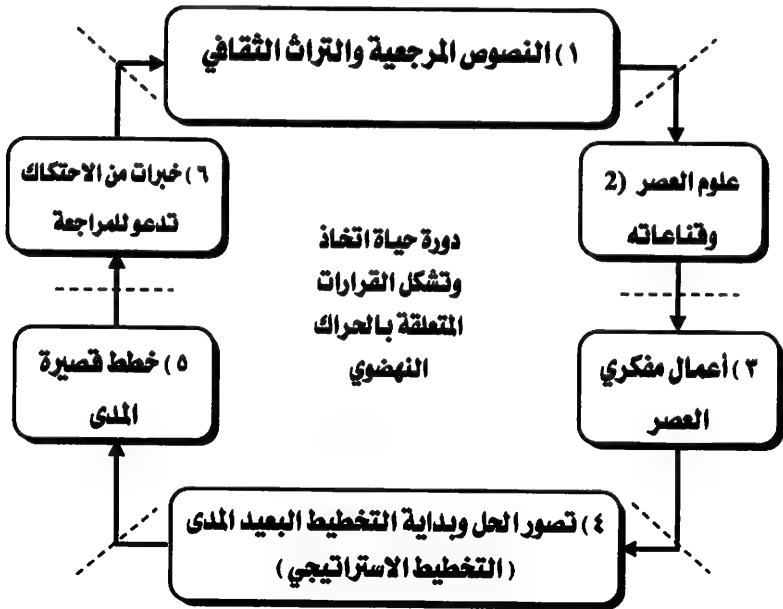 ١) النصوص المرجعية والتراث الثقافي
علوم العصر (2
وقناعاته
٣) أعمال مفكري
العصر
٤) تصور الحل وبداية التخطيط البعيد المدى
(التخطيط الاستراتيجي)
٥) خطط قصيرة
المدى
٦) خبرات من الاحتكاك
تدعو للمراجعة
دورة حياة اتخاذ
وتشكل القرارات
المتعلقة بالحراك
النهضوي